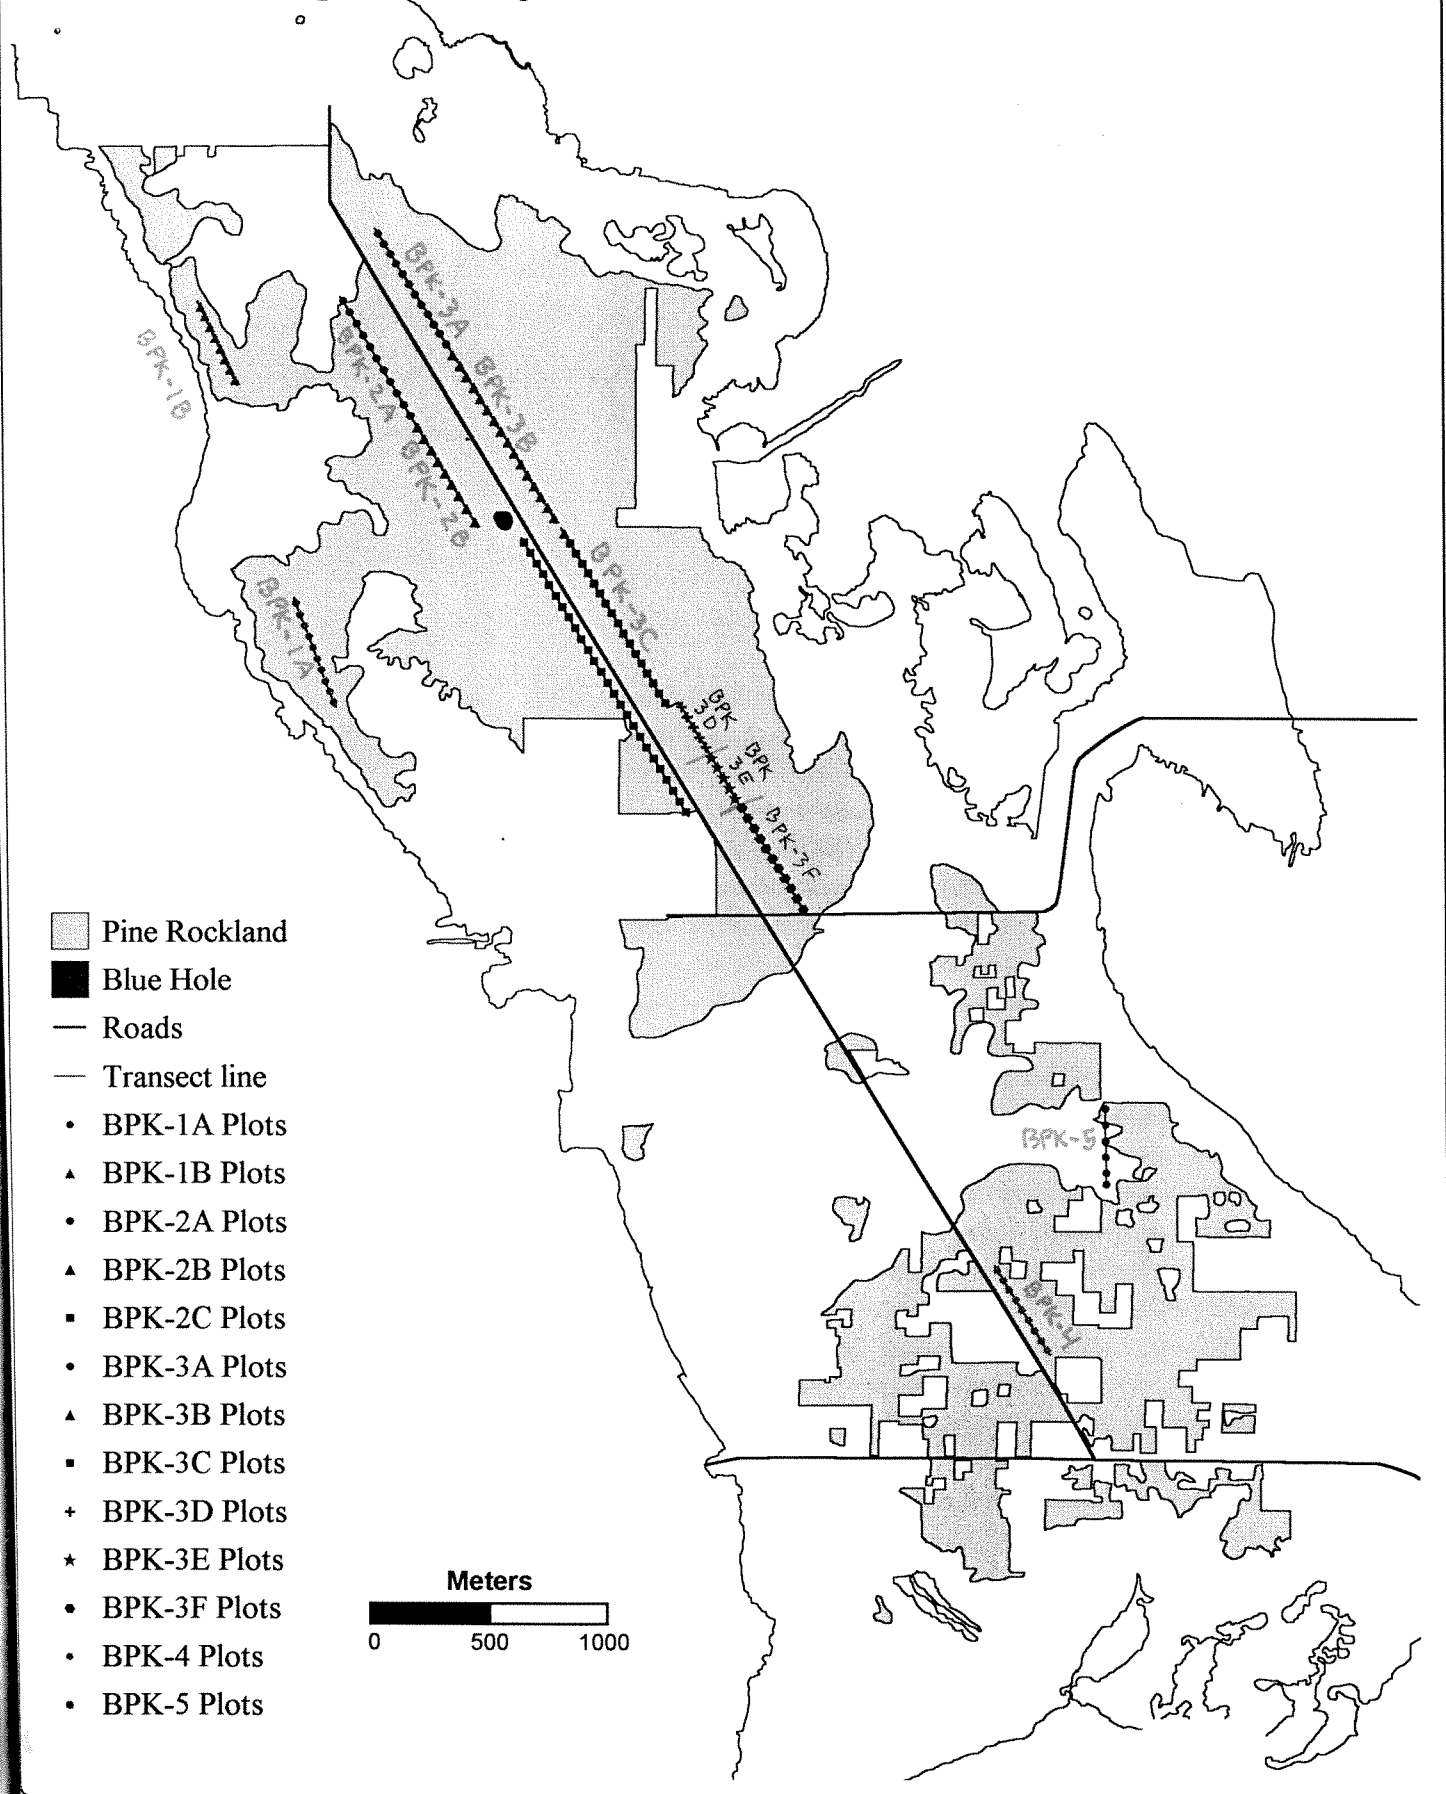 BPK-3A
BPK-1B
BPK-2A
BPK-3B
BPK-2B
BPK-3C
BPK-1A
BPK
3D
BPK
3E
BPK-3F
Pine Rockland
Blue Hole
Roads
Transect line
BPK-1A Plots
BPK-1B Plots
BPK-2A Plots
BPK-2B Plots
BPK-2C Plots
BPK-3A Plots
BPK-3B Plots
BPK-3C Plots
BPK-3D Plots
BPK-3E Plots
BPK-3F Plots
BPK-4 Plots
BPK-5 Plots
BPK-5
BPK-4
Meters
0 500 1000